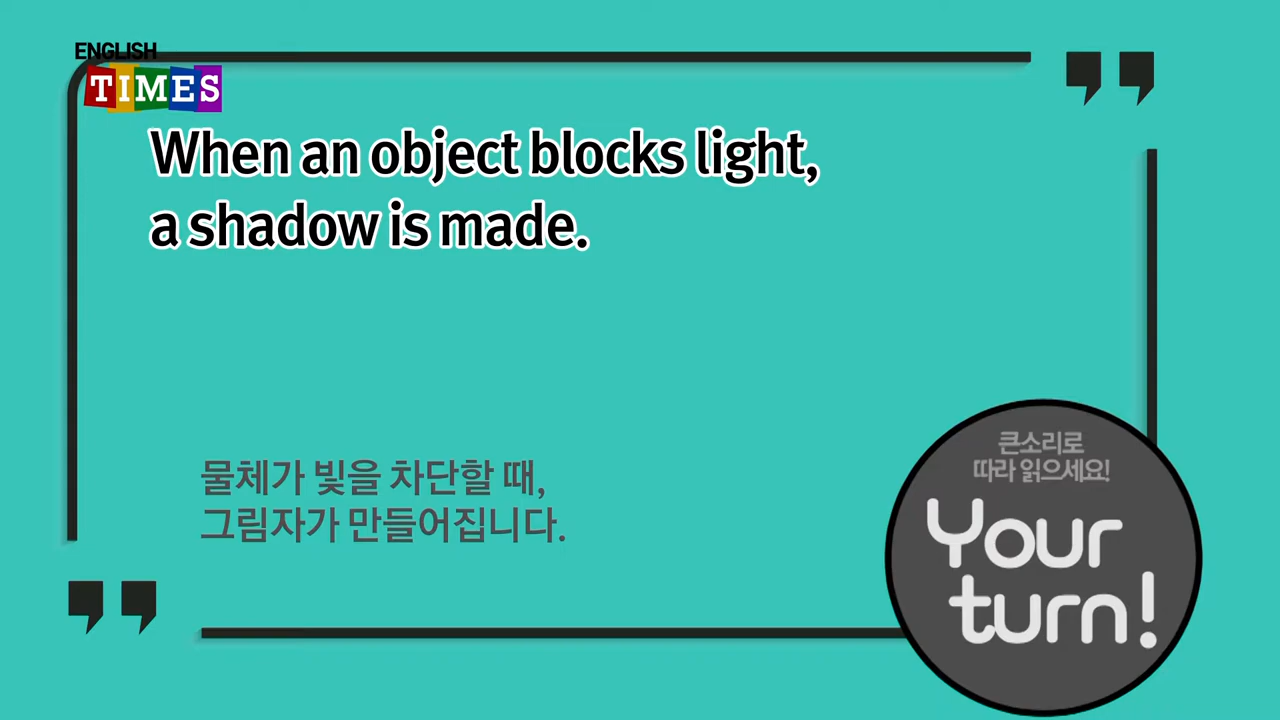 ENGLISH
TIMES
When an object blocks light,
a shadow is made.
물체가 빛을 차단할 때,
그림자가 만들어집니다.
큰소리로
따라 읽으세요!
Your
turn!